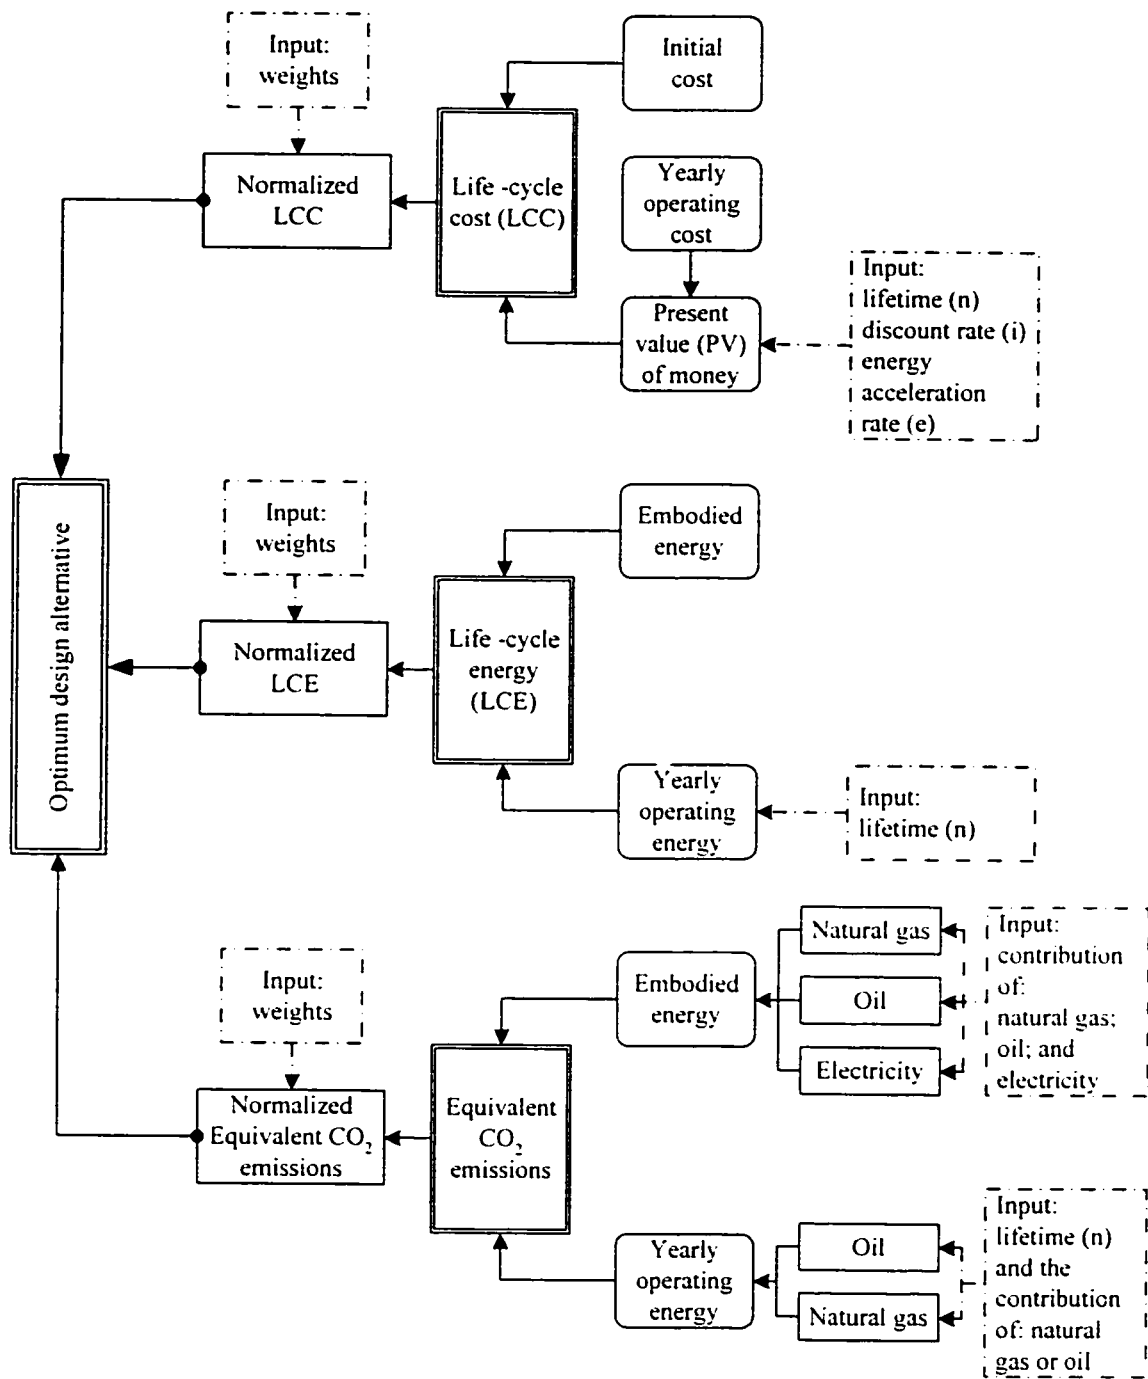 Input:
weights
Initial
cost
Normalized
LCC
Life -cycle
cost (LCC)
Yearly
operating
cost
Present
value (PV)
of money
Input:
lifetime (n)
discount rate (i)
energy
acceleration
rate (e)
Optimum design alternative
Input:
weights
Embodied
energy
Normalized
LCE
Life -cycle
energy
(LCE)
Yearly
operating
energy
Input:
lifetime (n)
Input:
weights
Embodied
energy
Natural gas
Oil
Electricity
Input:
contribution
of:
natural gas;
oil; and
electricity
Normalized
Equivalent CO₂
emissions
Equivalent
CO₂
emissions
Yearly
operating
energy
Oil
Natural gas
Input:
lifetime (n)
and the
contribution
of: natural
gas or oil